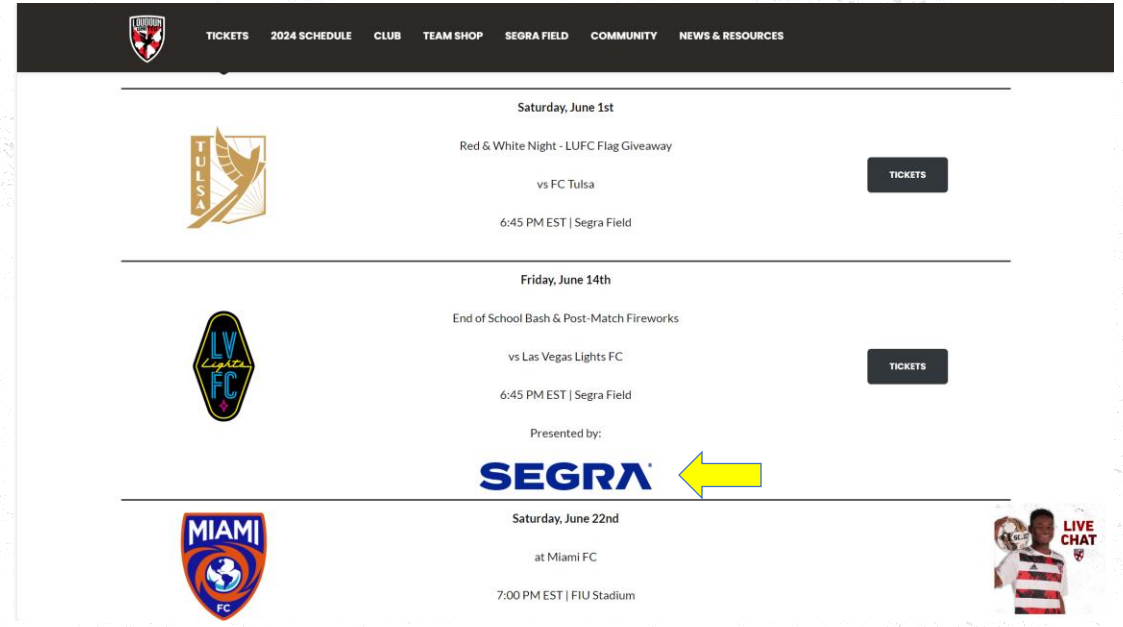 LOUDOUN
UNITED
TICKETS 2024 SCHEDULE CLUB TEAM SHOP SEGRA FIELD COMMUNITY NEWS & RESOURCES
Saturday, June 1st
TULSA
Red & White Night - LUFC Flag Giveaway
vs FC Tulsa
TICKETS
6:45 PM EST | Segra Field
Friday, June 14th
End of School Bash & Post-Match Fireworks
LV
Lights
FC
vs Las Vegas Lights FC
TICKETS
6:45 PM EST | Segra Field
Presented by:
SEGRA
MIAMI
FC
Saturday, June 22nd
at Miami FC
7:00 PM EST | FIU Stadium
LIVE
CHAT